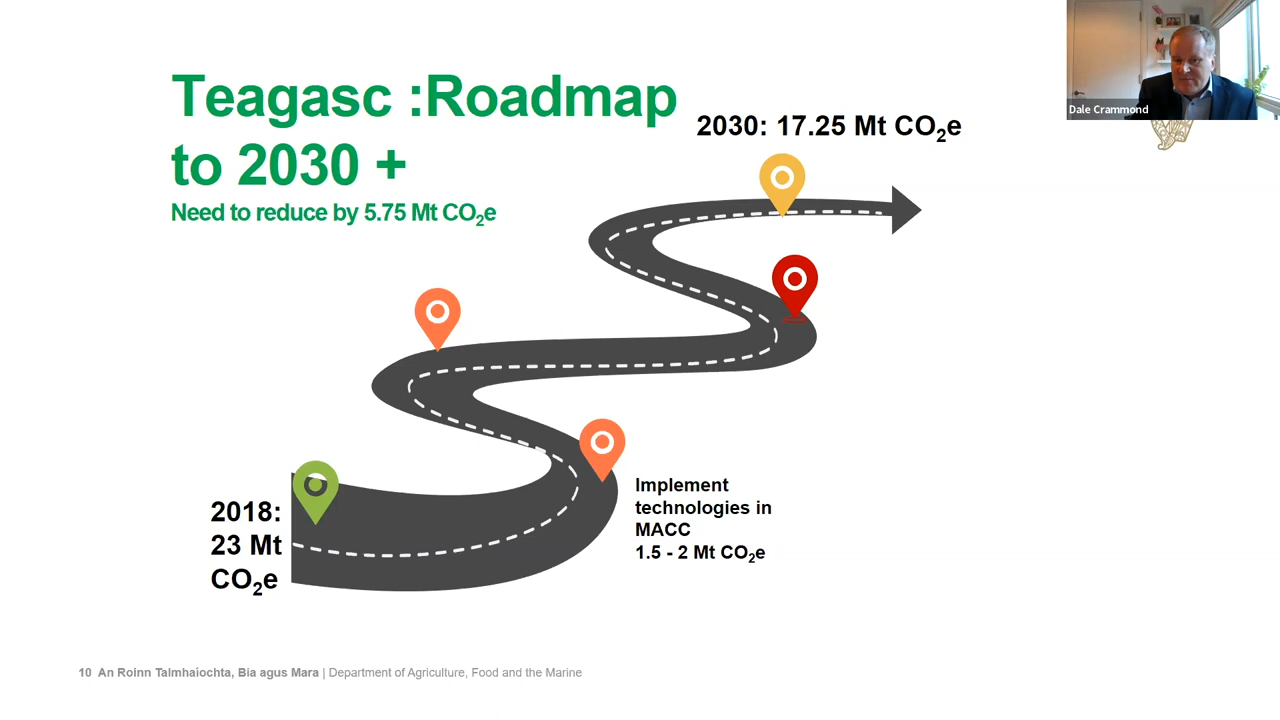 Teagasc :Roadmap
to 2030 +
Need to reduce by 5.75 Mt CO₂e
2030: 17.25 Mt CO₂e
Dale Crammond
2018:
23 Mt
CO₂e
Implement
technologies in
MACC
1.5 - 2 Mt CO₂e
10 An Roinn Talmhaíochta, Bia agus Mara | Department of Agriculture, Food and the Marine